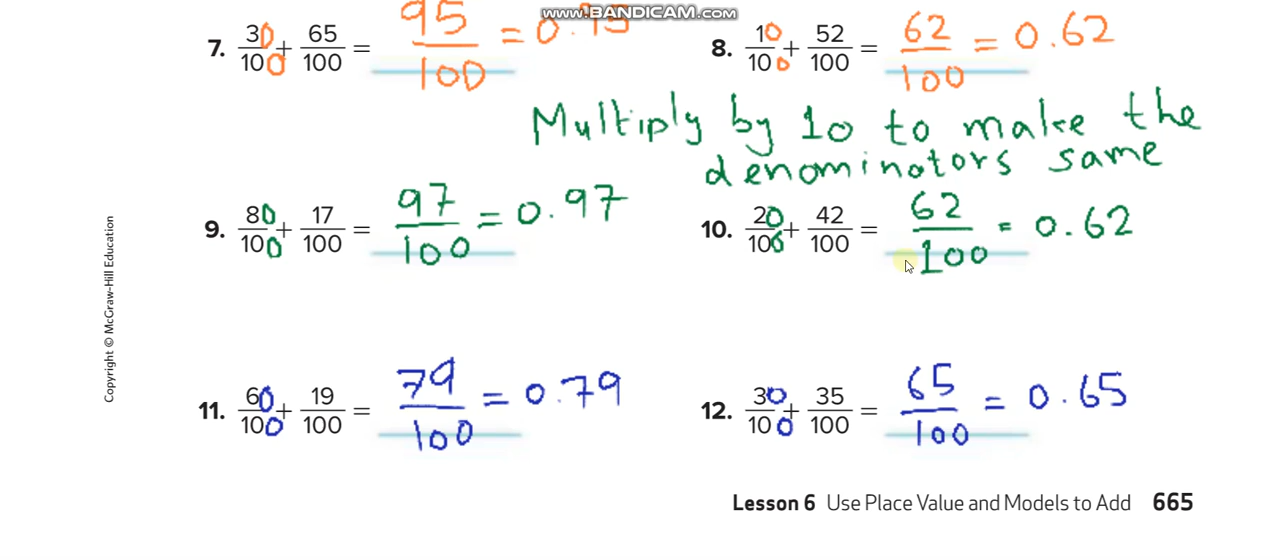 www.BANDICAM.com
7. 30/100 + 65/100 = 95/100 = 0.95
8. 10/100 + 52/100 = 62/100 = 0.62
Multiply by 10 to make the
denominators same
9. 80/100 + 17/100 = 97/100 = 0.97
10. 20/100 + 42/100 = 62/100 = 0.62
11. 60/100 + 19/100 = 79/100 = 0.79
12. 30/100 + 35/100 = 65/100 = 0.65
Copyright © McGraw-Hill Education
Lesson 6 Use Place Value and Models to Add 665